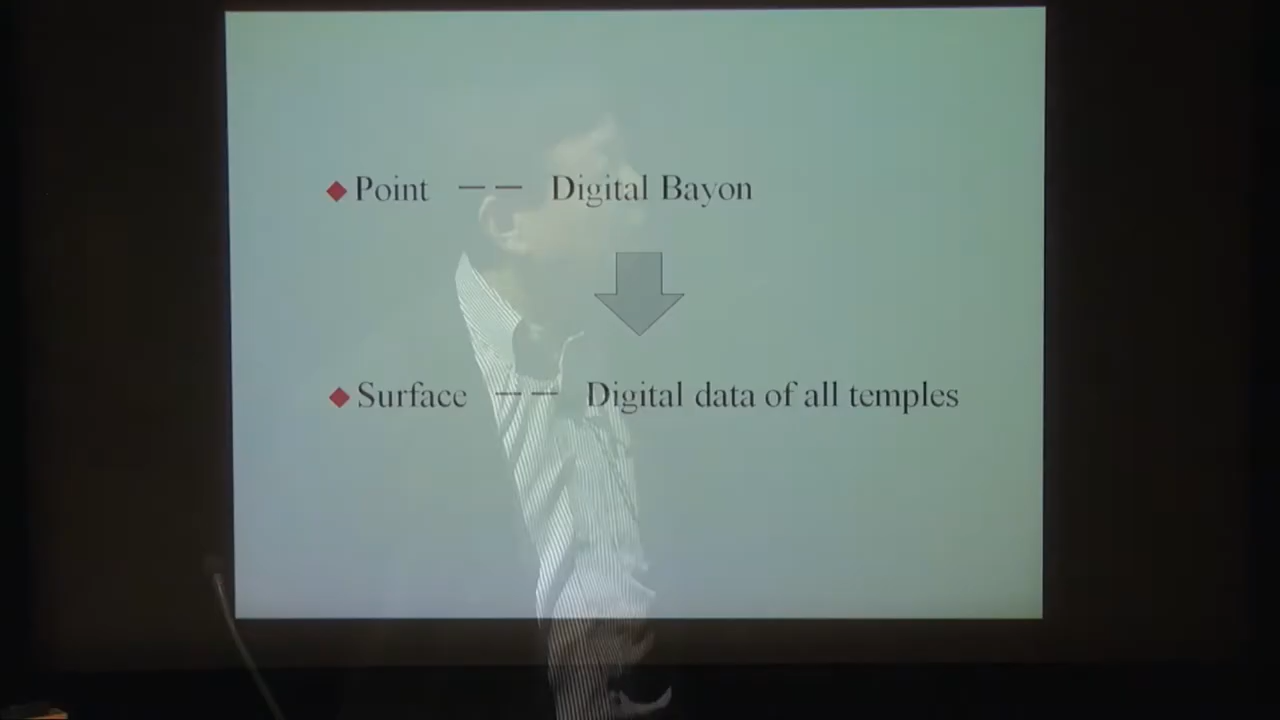 ◆ Point — — Digital Bayon
◆ Surface — — Digital data of all temples